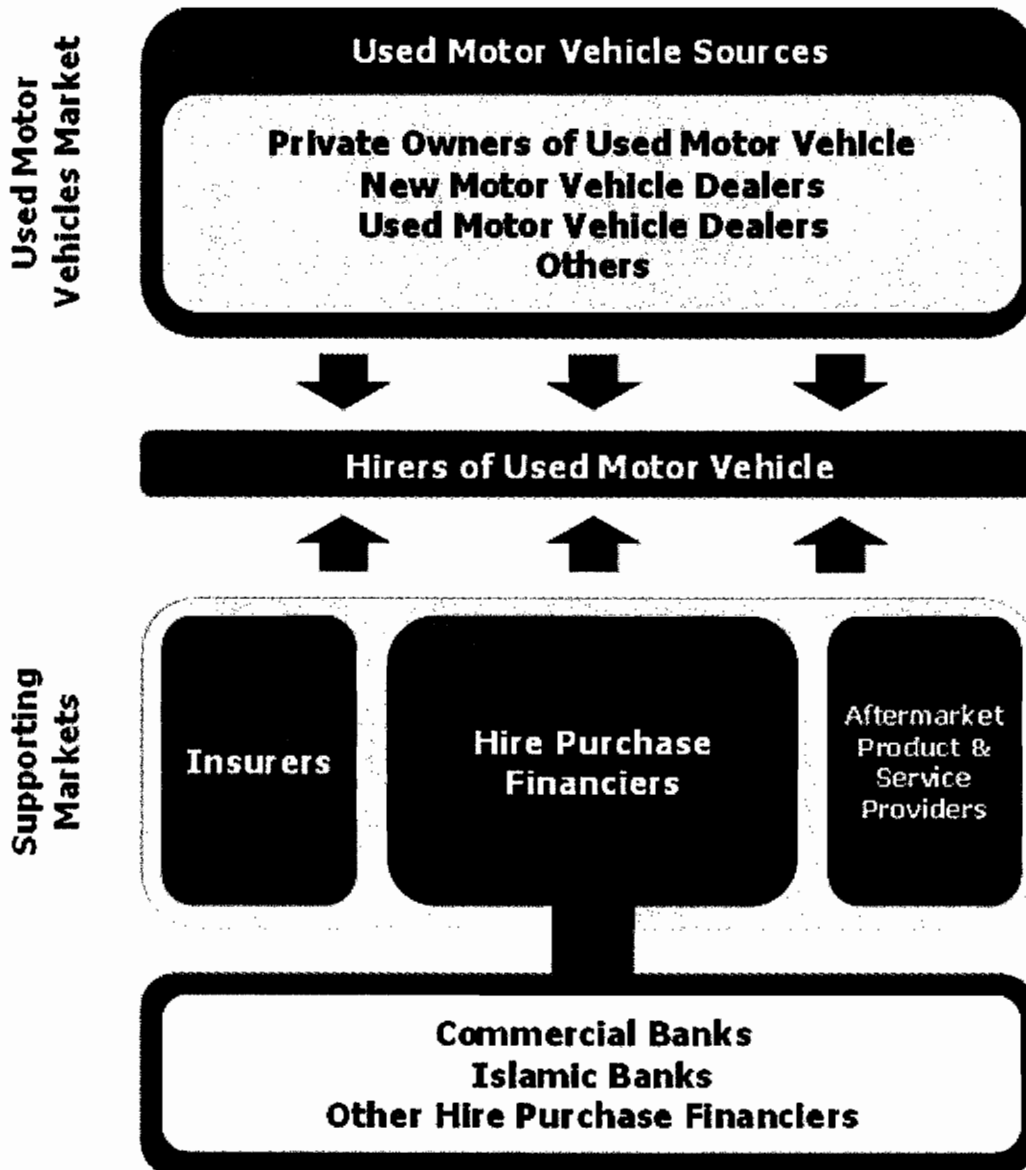 Used Motor
Vehicles Market
Used Motor Vehicle Sources
Private Owners of Used Motor Vehicle
New Motor Vehicle Dealers
Used Motor Vehicle Dealers
Others
Hirers of Used Motor Vehicle
Supporting
Markets
Insurers
Hire Purchase
Financiers
Aftermarket
Product &
Service
Providers
Commercial Banks
Islamic Banks
Other Hire Purchase Financiers